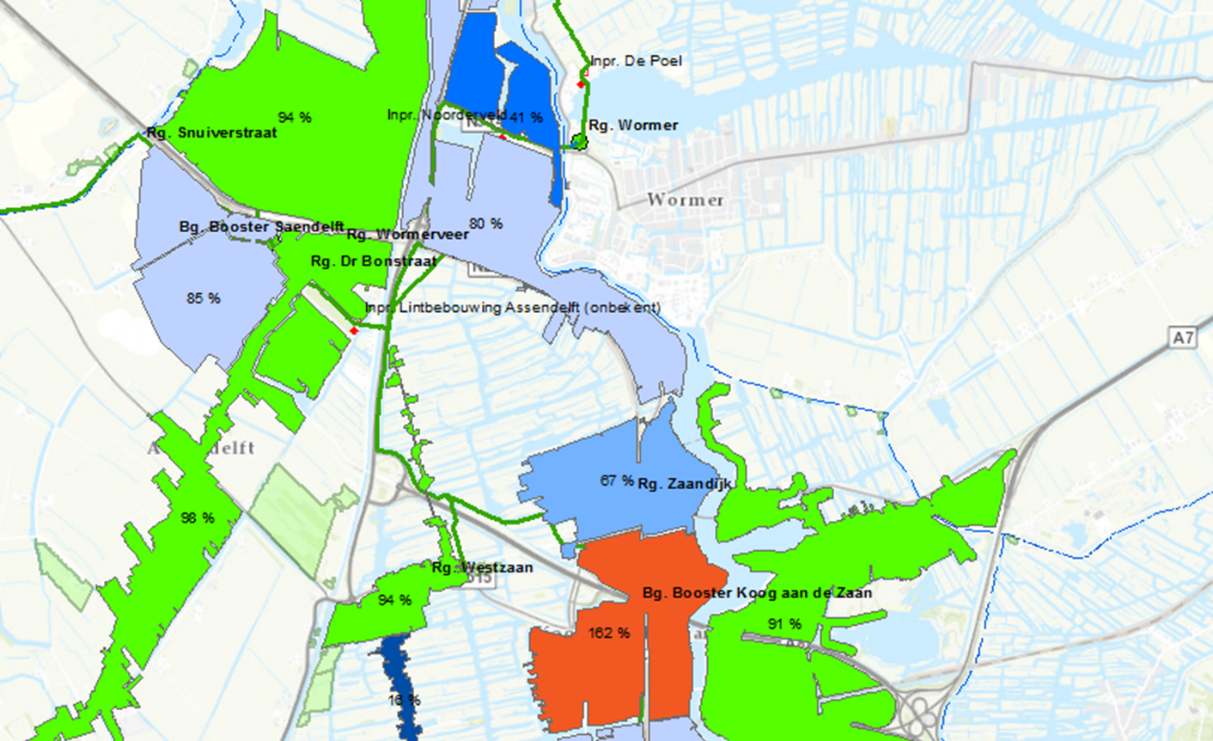 Inpr. De Poel
94 %
Inpr. Noorderveld
41 %
Rg. Wormer
Rg. Snuiverstraat
Wormer
Bg. Booster Saendelft
80 %
Rg. Wormerveer
Rg. Dr Bonstraat
85 %
Inpr. Lintbebouwing Assendelft (onbekent)
A7
67 %
Rg. Zaandijk
98 %
Rg. Westzaan
515
Bg. Booster Koog aan de Zaan
94 %
91 %
162 %
16 %